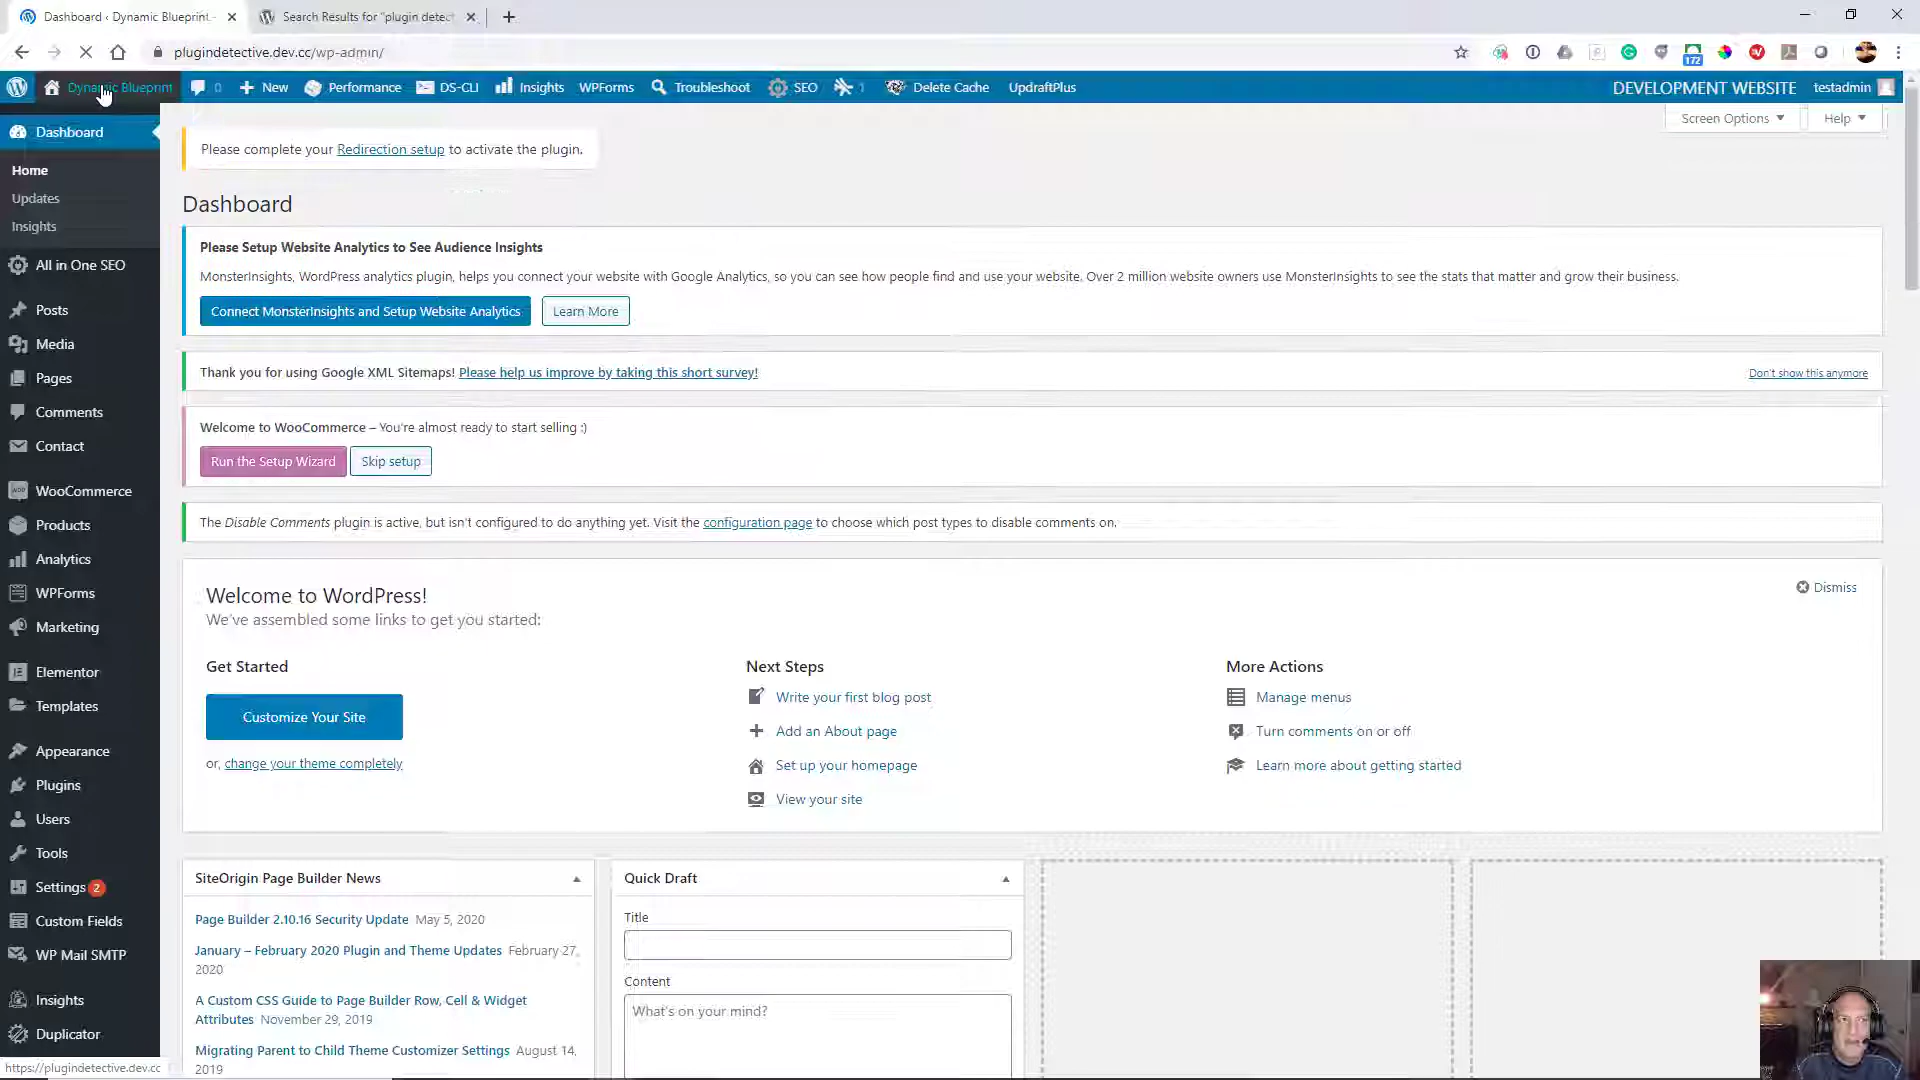 Dashboard ‹ Dynamic Blueprint -
Search Results for "plugin detec
plugindetective.dev.cc/wp-admin/
172
Dynamic Blueprint
0
New
Performance
DS-CLI
Insights
WPForms
Troubleshoot
SEO
1
Delete Cache
UpdraftPlus
DEVELOPMENT WEBSITE
testadmin
Screen Options
Help
Dashboard
Home
Updates
Insights
All in One SEO
Posts
Media
Pages
Comments
Contact
WooCommerce
Products
Analytics
WPForms
Marketing
Elementor
Templates
Appearance
Plugins
Users
Tools
Settings 2
Custom Fields
WP Mail SMTP
Insights
Duplicator
https://plugindetective.dev.cc
Please complete your Redirection setup to activate the plugin.
Dashboard
Please Setup Website Analytics to See Audience Insights
MonsterInsights, WordPress analytics plugin, helps you connect your website with Google Analytics, so you can see how people find and use your website. Over 2 million website owners use MonsterInsights to see the stats that matter and grow their business.
Connect MonsterInsights and Setup Website Analytics
Learn More
Thank you for using Google XML Sitemaps! Please help us improve by taking this short survey!
Don't show this anymore
Welcome to WooCommerce – You're almost ready to start selling :)
Run the Setup Wizard
Skip setup
The Disable Comments plugin is active, but isn't configured to do anything yet. Visit the configuration page to choose which post types to disable comments on.
Welcome to WordPress!
Dismiss
We've assembled some links to get you started:
Get Started
Customize Your Site
or, change your theme completely
Next Steps
Write your first blog post
Add an About page
Set up your homepage
View your site
More Actions
Manage menus
Turn comments on or off
Learn more about getting started
SiteOrigin Page Builder News
Page Builder 2.10.16 Security Update May 5, 2020
January – February 2020 Plugin and Theme Updates February 27,
2020
A Custom CSS Guide to Page Builder Row, Cell & Widget
Attributes November 29, 2019
Migrating Parent to Child Theme Customizer Settings August 14,
2019
Quick Draft
Title
Content
What's on your mind?